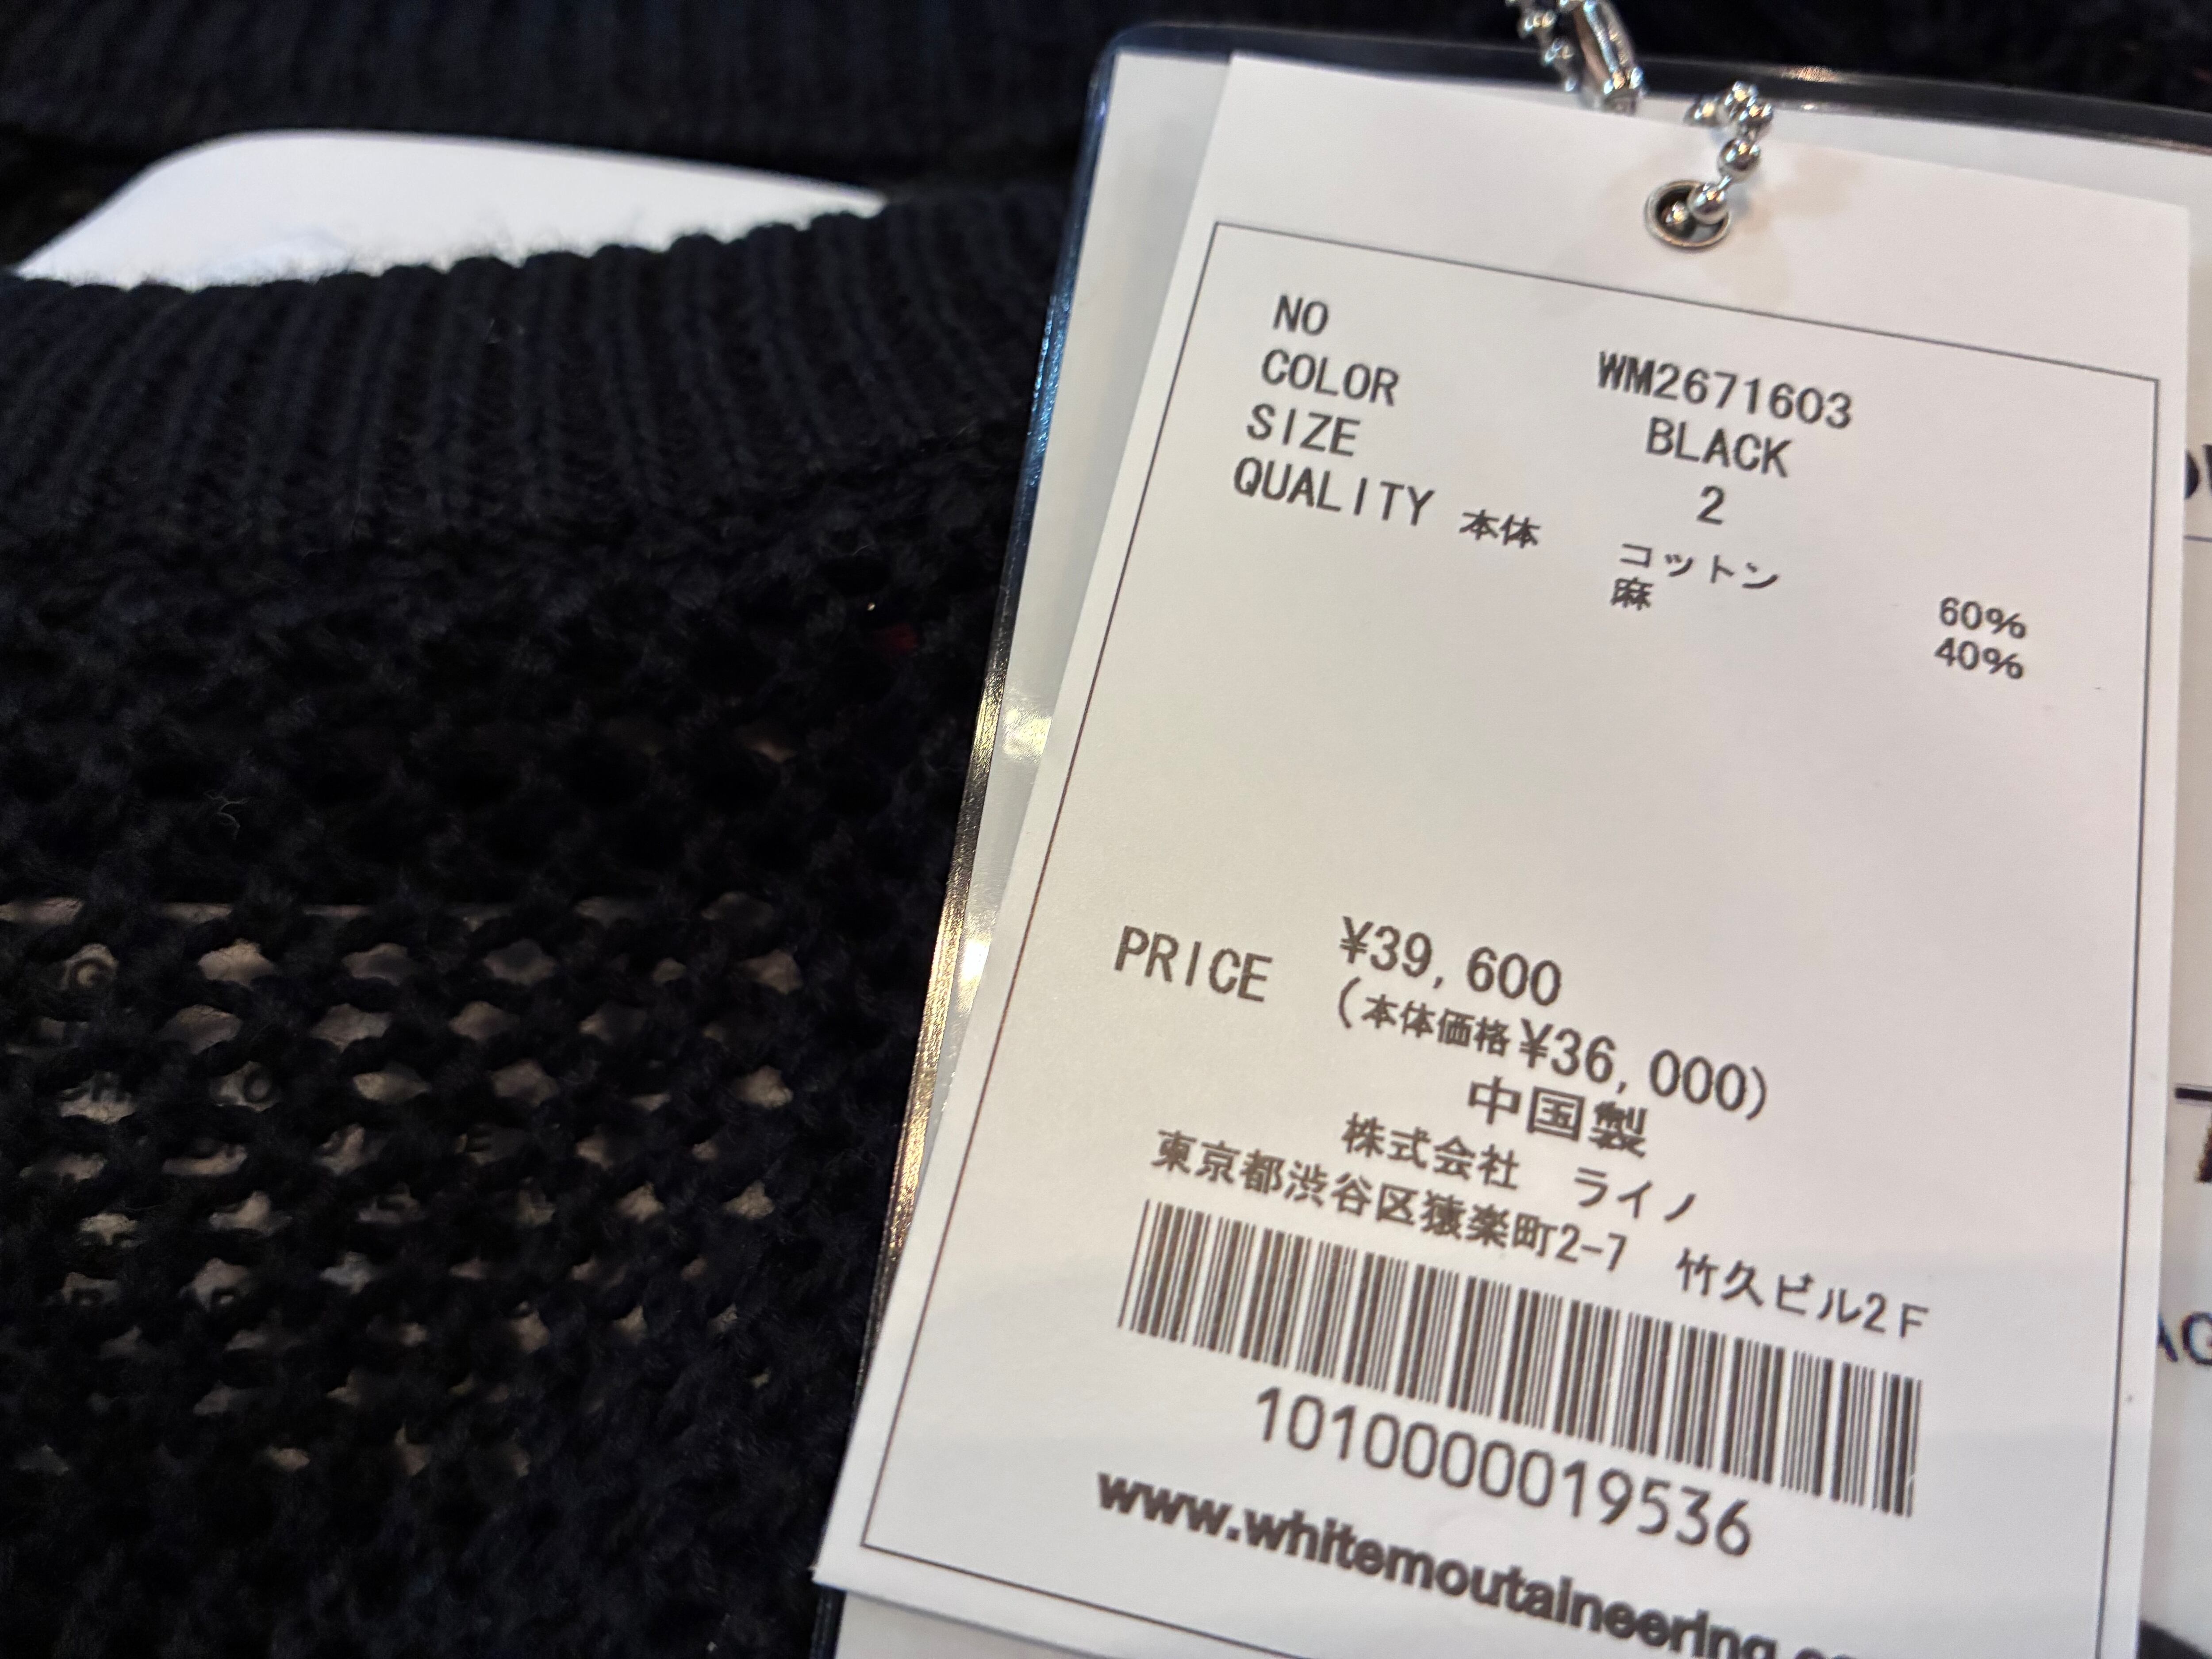 NO WM2671603
COLOR BLACK
SIZE 2
QUALITY 本体 コットン 60%
麻 40%
PRICE ¥39,600
(本体価格¥36,000)
中国製
株式会社 ライノ
東京都渋谷区猿楽町2-7 竹久ビル2F
1010000019536
www.whitemoutaineering